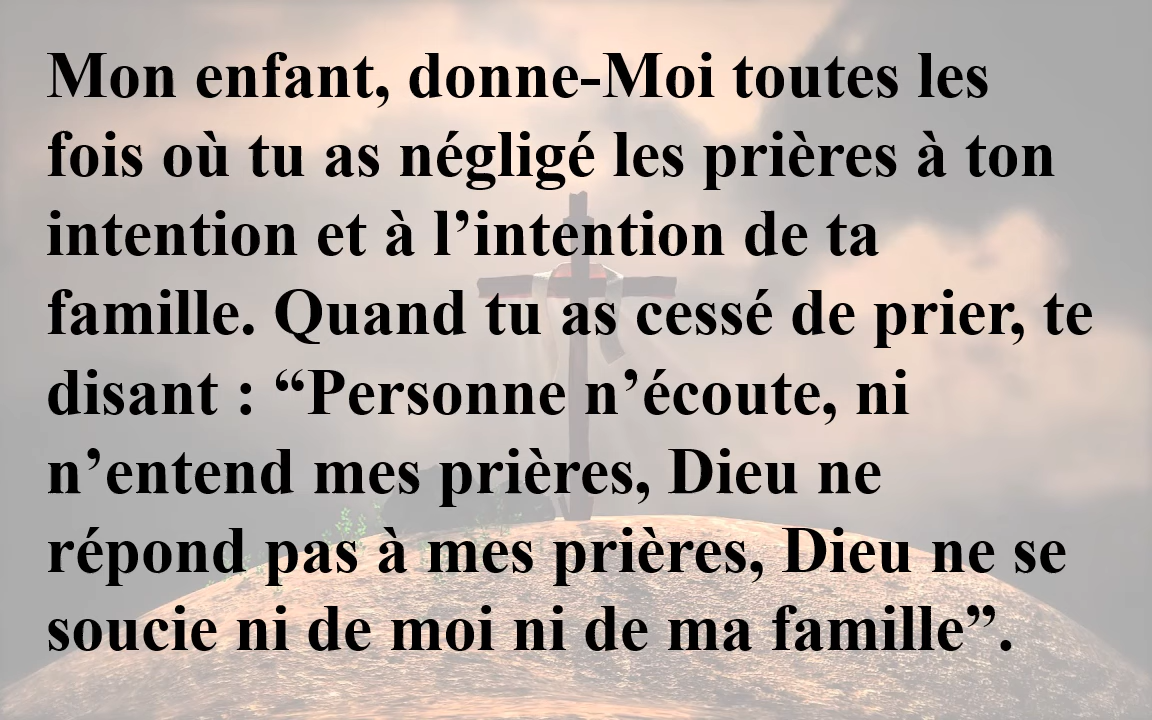 Mon enfant, donne-Moi toutes les
fois où tu as négligé les prières à ton
intention et à l’intention de ta
famille. Quand tu as cessé de prier, te
disant : “Personne n’écoute, ni
n’entend mes prières, Dieu ne
répond pas à mes prières, Dieu ne se
soucie ni de moi ni de ma famille”.